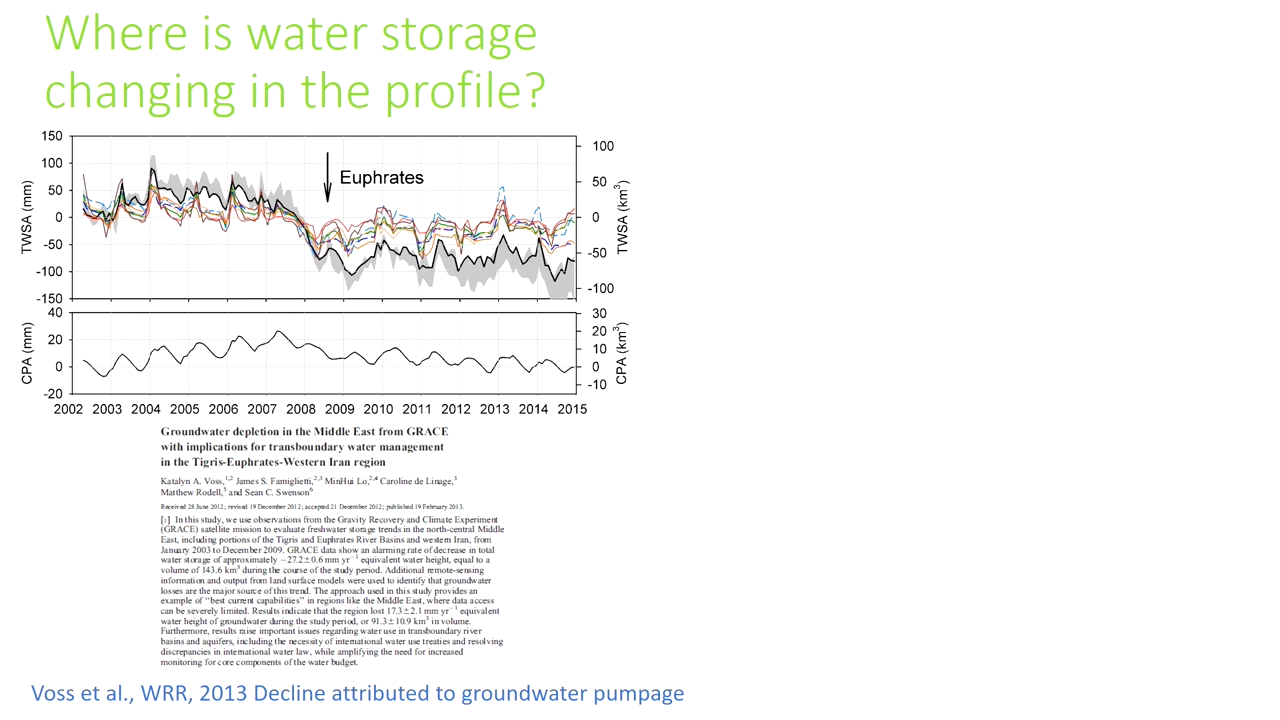 Where is water storage
changing in the profile?
150
100
50
0
-50
-100
-150
TWSA (mm)
Euphrates
100
50
0
-50
-100
TWSA (km³)
40
20
0
-20
CPA (mm)
30
20
10
0
-10
CPA (km³)
2002 2003 2004 2005 2006 2007 2008 2009 2010 2011 2012 2013 2014 2015
Groundwater depletion in the Middle East from GRACE
with implications for transboundary water management
in the Tigris-Euphrates-Western Iran region
Katalyn A. Voss,1,2 James S. Famiglietti,2,3 MinHui Lo,2,4 Caroline de Linage,3
Matthew Rodell,5 and Sean C. Swenson6
Received 28 June 2012; revised 19 December 2012; accepted 21 December 2012; published 19 February 2013.
[1] In this study, we use observations from the Gravity Recovery and Climate Experiment
(GRACE) satellite mission to evaluate freshwater storage trends in the north-central Middle
East, including portions of the Tigris and Euphrates River Basins and western Iran, from
January 2003 to December 2009. GRACE data show an alarming rate of decrease in total
water storage of approximately −27.2±0.6 mm yr−1 equivalent water height, equal to a
volume of 143.6 km3 during the course of the study period. Additional remote-sensing
information and output from land surface models were used to identify that groundwater
losses are the major source of this trend. The approach used in this study provides an
example of "best current capabilities" in regions like the Middle East, where data access
can be severely limited. Results indicate that the region lost 17.3±2.1 mm yr−1 equivalent
water height of groundwater during the study period, or 91.3±10.9 km3 in volume.
Furthermore, results raise important issues regarding water use in transboundary river
basins and aquifers, including the necessity of international water use treaties and resolving
discrepancies in international water law, while amplifying the need for increased
monitoring for core components of the water budget.
Voss et al., WRR, 2013 Decline attributed to groundwater pumpage